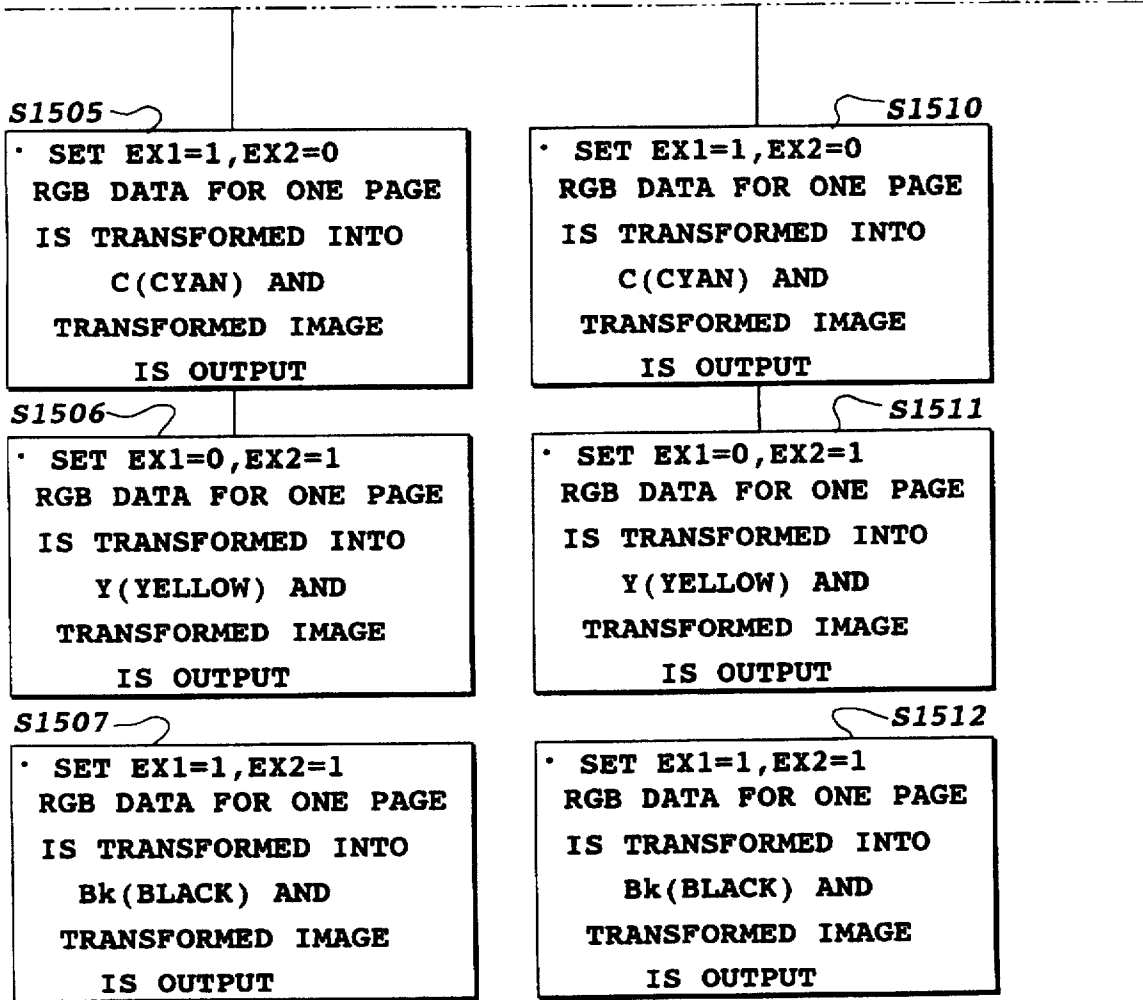 S1505
· SET EX1=1,EX2=0
RGB DATA FOR ONE PAGE
IS TRANSFORMED INTO
C(CYAN) AND
TRANSFORMED IMAGE
IS OUTPUT
S1506
· SET EX1=0,EX2=1
RGB DATA FOR ONE PAGE
IS TRANSFORMED INTO
Y(YELLOW) AND
TRANSFORMED IMAGE
IS OUTPUT
S1507
· SET EX1=1,EX2=1
RGB DATA FOR ONE PAGE
IS TRANSFORMED INTO
Bk(BLACK) AND
TRANSFORMED IMAGE
IS OUTPUT
S1510
· SET EX1=1,EX2=0
RGB DATA FOR ONE PAGE
IS TRANSFORMED INTO
C(CYAN) AND
TRANSFORMED IMAGE
IS OUTPUT
S1511
· SET EX1=0,EX2=1
RGB DATA FOR ONE PAGE
IS TRANSFORMED INTO
Y(YELLOW) AND
TRANSFORMED IMAGE
IS OUTPUT
S1512
· SET EX1=1,EX2=1
RGB DATA FOR ONE PAGE
IS TRANSFORMED INTO
Bk(BLACK) AND
TRANSFORMED IMAGE
IS OUTPUT